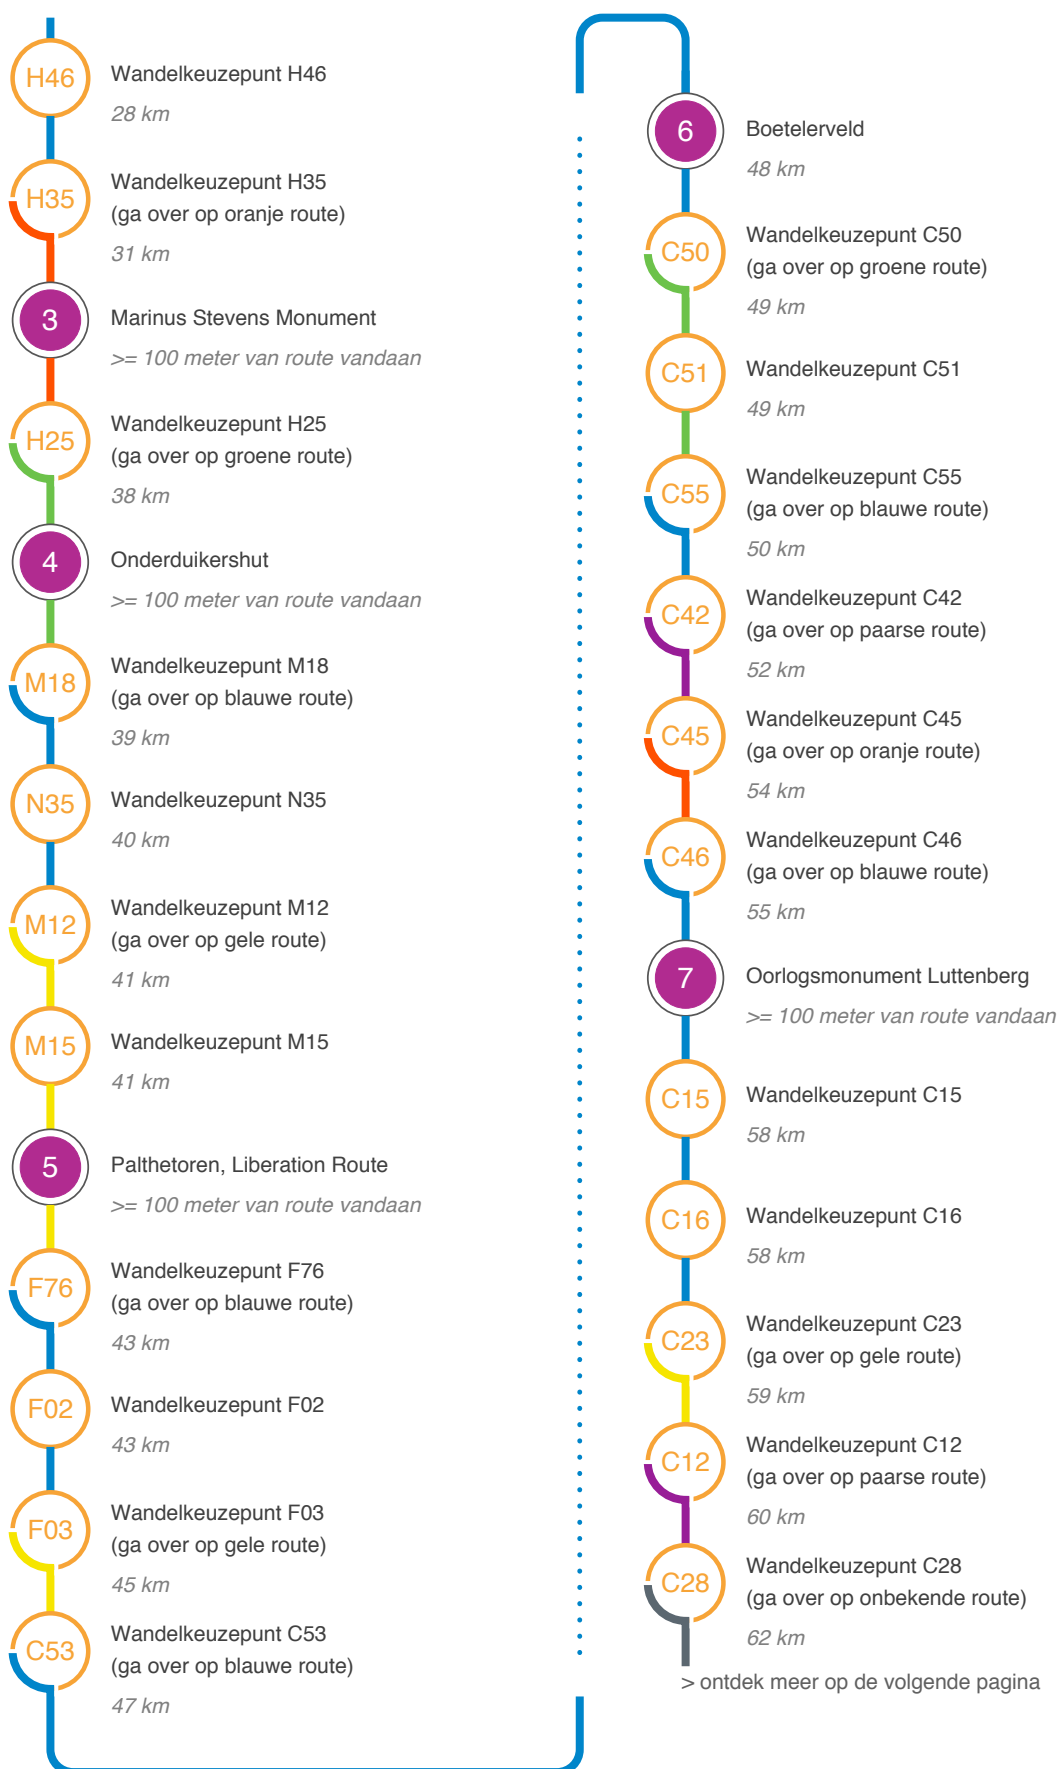 H46
Wandelkeuzepunt H46
28 km
H35
Wandelkeuzepunt H35
(ga over op oranje route)
31 km
3
Marinus Stevens Monument
>= 100 meter van route vandaan
H25
Wandelkeuzepunt H25
(ga over op groene route)
38 km
4
Onderduikershut
>= 100 meter van route vandaan
M18
Wandelkeuzepunt M18
(ga over op blauwe route)
39 km
N35
Wandelkeuzepunt N35
40 km
M12
Wandelkeuzepunt M12
(ga over op gele route)
41 km
M15
Wandelkeuzepunt M15
41 km
5
Palthetoren, Liberation Route
>= 100 meter van route vandaan
F76
Wandelkeuzepunt F76
(ga over op blauwe route)
43 km
F02
Wandelkeuzepunt F02
43 km
F03
Wandelkeuzepunt F03
(ga over op gele route)
45 km
C53
Wandelkeuzepunt C53
(ga over op blauwe route)
47 km
6
Boetelerveld
48 km
C50
Wandelkeuzepunt C50
(ga over op groene route)
49 km
C51
Wandelkeuzepunt C51
49 km
C55
Wandelkeuzepunt C55
(ga over op blauwe route)
50 km
C42
Wandelkeuzepunt C42
(ga over op paarse route)
52 km
C45
Wandelkeuzepunt C45
(ga over op oranje route)
54 km
C46
Wandelkeuzepunt C46
(ga over op blauwe route)
55 km
7
Oorlogsmonument Luttenberg
>= 100 meter van route vandaan
C15
Wandelkeuzepunt C15
58 km
C16
Wandelkeuzepunt C16
58 km
C23
Wandelkeuzepunt C23
(ga over op gele route)
59 km
C12
Wandelkeuzepunt C12
(ga over op paarse route)
60 km
C28
Wandelkeuzepunt C28
(ga over op onbekende route)
62 km
> ontdek meer op de volgende pagina